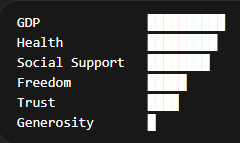 GDP
Health
Social Support
Freedom
Trust
Generosity